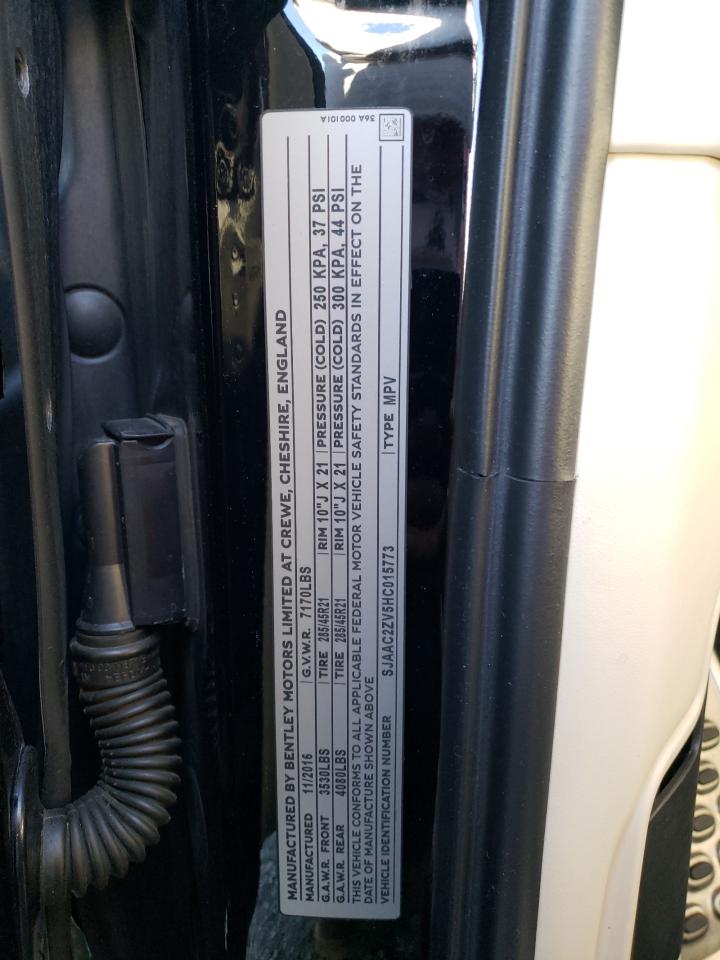 MANUFACTURED BY BENTLEY MOTORS LIMITED AT CREWE, CHESHIRE, ENGLAND
MANUFACTURED 11/2016 G.V.W.R. 7170LBS
G.A.W.R. FRONT 3530LBS TIRE 285/45R21 RIM 10"J X 21 PRESSURE (COLD) 250 KPA, 37 PSI
G.A.W.R. REAR 4080LBS TIRE 285/45R21 RIM 10"J X 21 PRESSURE (COLD) 300 KPA, 44 PSI
THIS VEHICLE CONFORMS TO ALL APPLICABLE FEDERAL MOTOR VEHICLE SAFETY STANDARDS IN EFFECT ON THE
DATE OF MANUFACTURE SHOWN ABOVE
VEHICLE IDENTIFICATION NUMBER SJAAC2ZV5HC015773 TYPE MPV
36A 000101A